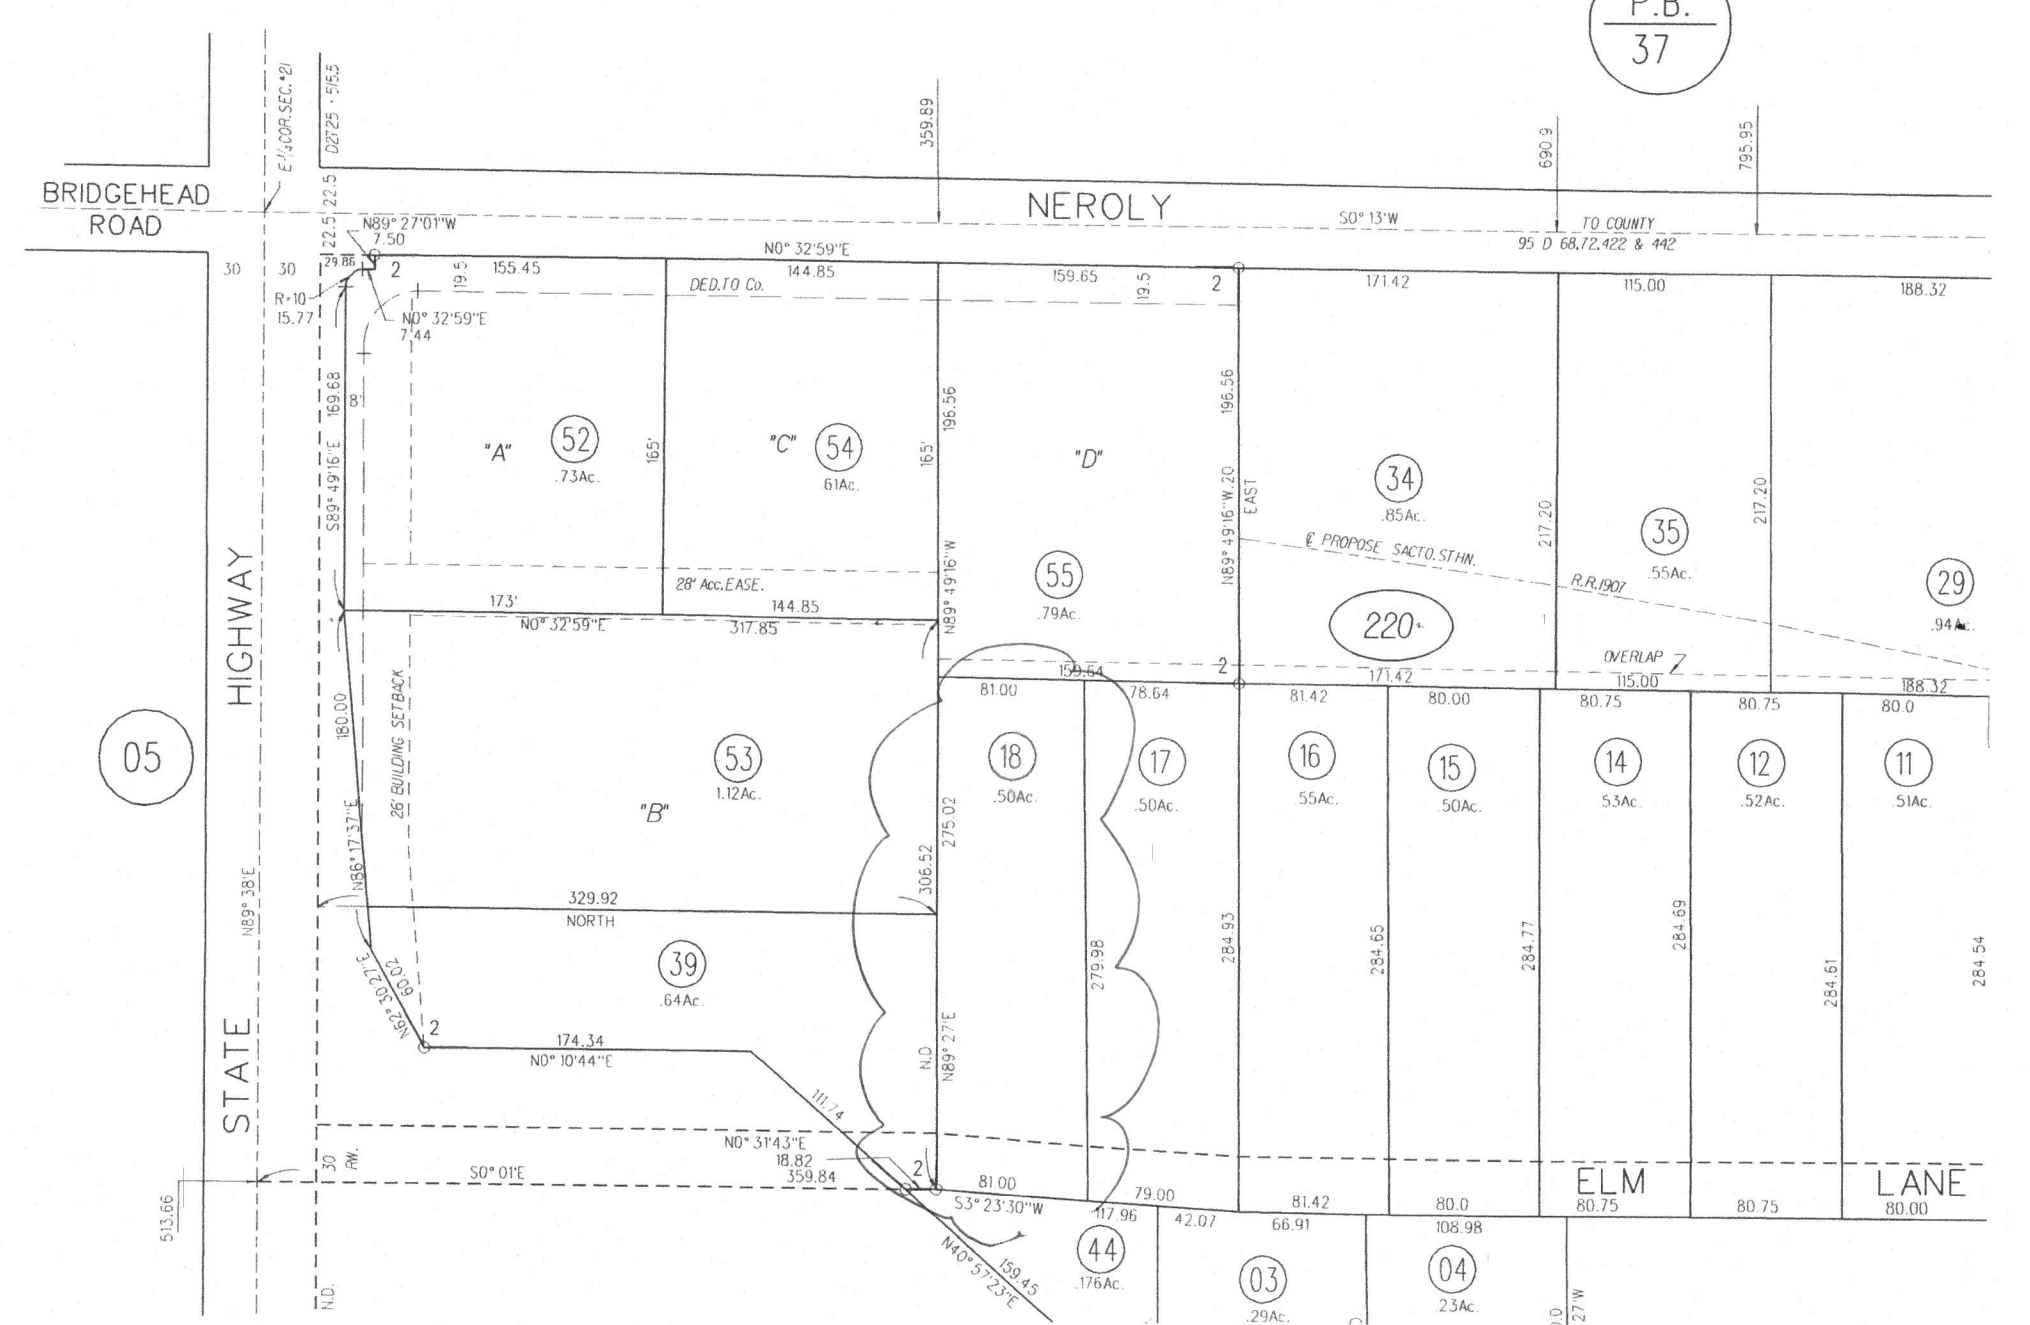 P.B.
37
E-1/4COR.SEC.#21
D2725 · 515.5
359.89
690.9
795.95
BRIDGEHEAD
ROAD
22.5
22.5
NEROLY
S0° 13'W
TO COUNTY
95 D 68,72,422 & 442
N89° 27'01"W
7.50
N0° 32'59"E
30
30
29.86
2
155.45
19.5
144.85
DED.TO Co.
159.65
19.5
2
171.42
115.00
188.32
R=10
15.77
N0° 32'59"E
7.44
S89° 49'16"E
169.68
8'
"A"
52
.73Ac.
165'
"C"
54
.61Ac.
165'
196.56
"D"
196.56
N89° 49'16"W.20
EAST
34
.85Ac.
217.20
35
.55Ac.
217.20
℄ PROPOSE SACTO.STHN.
R.R.1907
29
.94Ac.
N89° 49'16"W
55
.79Ac.
220
28' Acc.EASE.
173'
144.85
N0° 32'59"E
317.85
OVERLAP
159.64
2
171.42
115.00
188.32
81.00
78.64
81.42
80.00
80.75
80.75
80.0
HIGHWAY
STATE
05
180.00
N86° 17'37"E
26' BUILDING SETBACK
53
1.12Ac.
"B"
275.02
306.52
18
.50Ac.
17
.50Ac.
16
.55Ac.
15
.50Ac.
14
.53Ac.
12
.52Ac.
11
.51Ac.
329.92
NORTH
N89° 38'E
39
.64Ac.
N62° 30'27"E
60.02
2
174.34
N0° 10'44"E
111.74
N.D
N89° 27'E
279.98
284.93
284.65
284.77
284.69
284.61
284.54
N0° 31'43"E
18.82
359.84
2
30
RW.
S0° 01'E
513.66
N.D.
81.00
S3° 23'30"W
79.00
81.42
80.0
80.75
80.75
80.00
ELM
LANE
117.96
42.07
66.91
108.98
N40° 57'23"E
159.45
44
.176Ac.
03
.29Ac.
04
.23Ac.
27'W